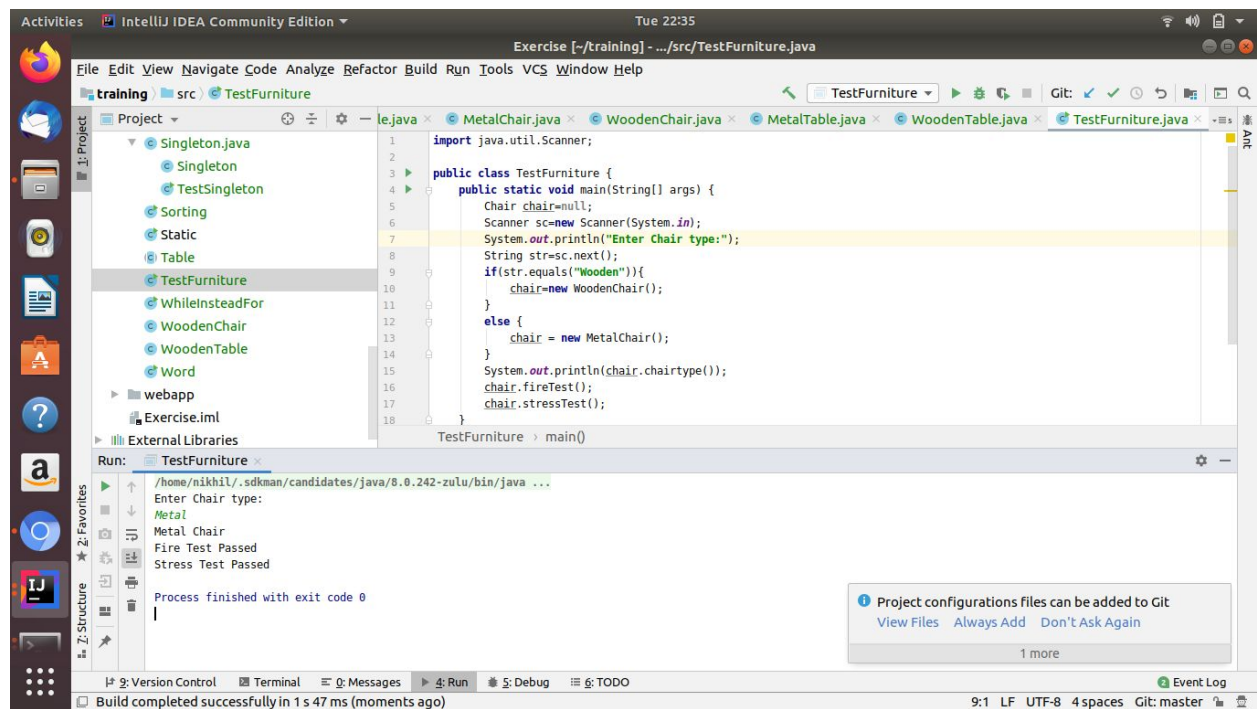 Activities IntelliJ IDEA Community Edition Tue 22:35
Exercise [~/training] - .../src/TestFurniture.java
File Edit View Navigate Code Analyze Refactor Build Run Tools VCS Window Help
training src TestFurniture TestFurniture Git:
1: Project
Project
le.java MetalChair.java WoodenChair.java MetalTable.java WoodenTable.java TestFurniture.java
Ant
Singleton.java
Singleton
TestSingleton
Sorting
Static
Table
TestFurniture
WhileInsteadFor
WoodenChair
WoodenTable
Word
webapp
Exercise.iml
External Libraries
1 import java.util.Scanner;
2
3 public class TestFurniture {
4 public static void main(String[] args) {
5 Chair chair=null;
6 Scanner sc=new Scanner(System.in);
7 System.out.println("Enter Chair type:");
8 String str=sc.next();
9 if(str.equals("Wooden")){
10 chair=new WoodenChair();
11 }
12 else {
13 chair = new MetalChair();
14 }
15 System.out.println(chair.chairtype());
16 chair.fireTest();
17 chair.stressTest();
18 }
TestFurniture › main()
Run: TestFurniture
/home/nikhil/.sdkman/candidates/java/8.0.242-zulu/bin/java ...
Enter Chair type:
Metal
Metal Chair
Fire Test Passed
Stress Test Passed
Process finished with exit code 0
2: Favorites
7: Structure
Project configurations files can be added to Git
View Files Always Add Don't Ask Again
1 more
9: Version Control Terminal 0: Messages 4: Run 5: Debug 6: TODO 2 Event Log
Build completed successfully in 1 s 47 ms (moments ago) 9:1 LF UTF-8 4 spaces Git: master